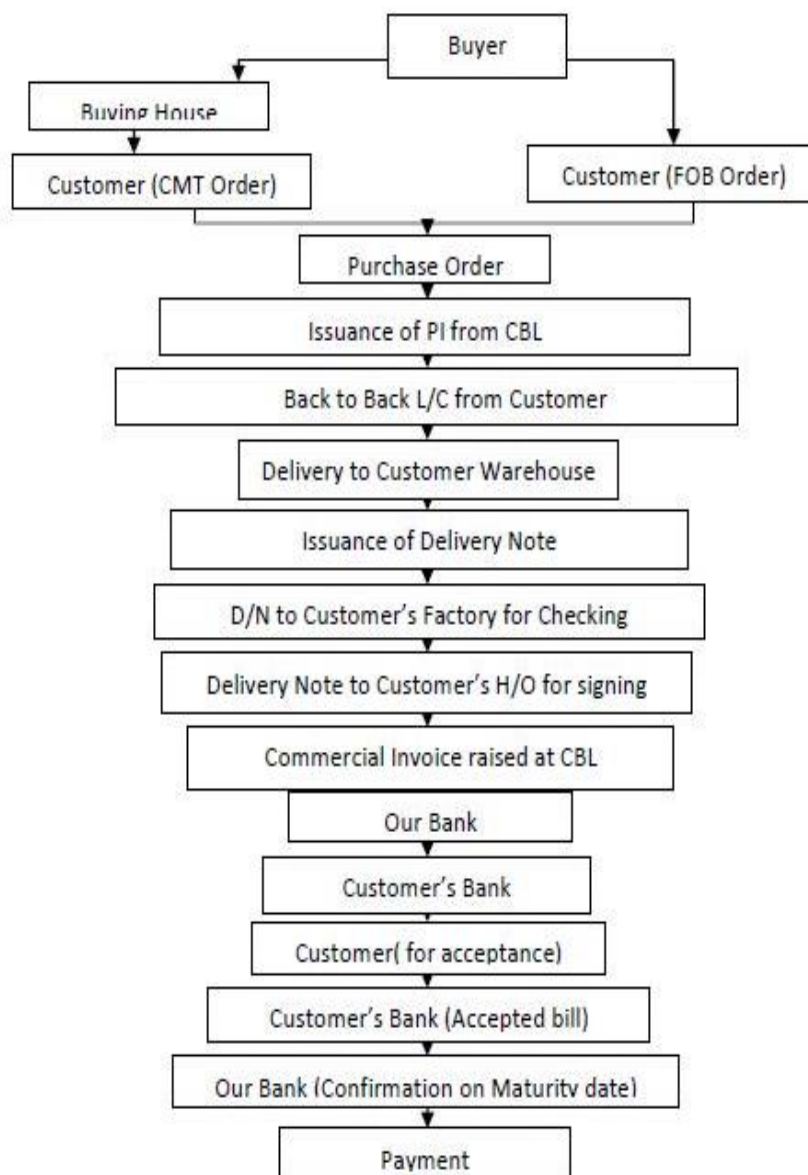 Buyer
Buying House
Customer (CMT Order)
Customer (FOB Order)
Purchase Order
Issuance of PI from CBL
Back to Back L/C from Customer
Delivery to Customer Warehouse
Issuance of Delivery Note
D/N to Customer’s Factory for Checking
Delivery Note to Customer’s H/O for signing
Commercial Invoice raised at CBL
Our Bank
Customer’s Bank
Customer( for acceptance)
Customer’s Bank (Accepted bill)
Our Bank (Confirmation on Maturity date)
Payment